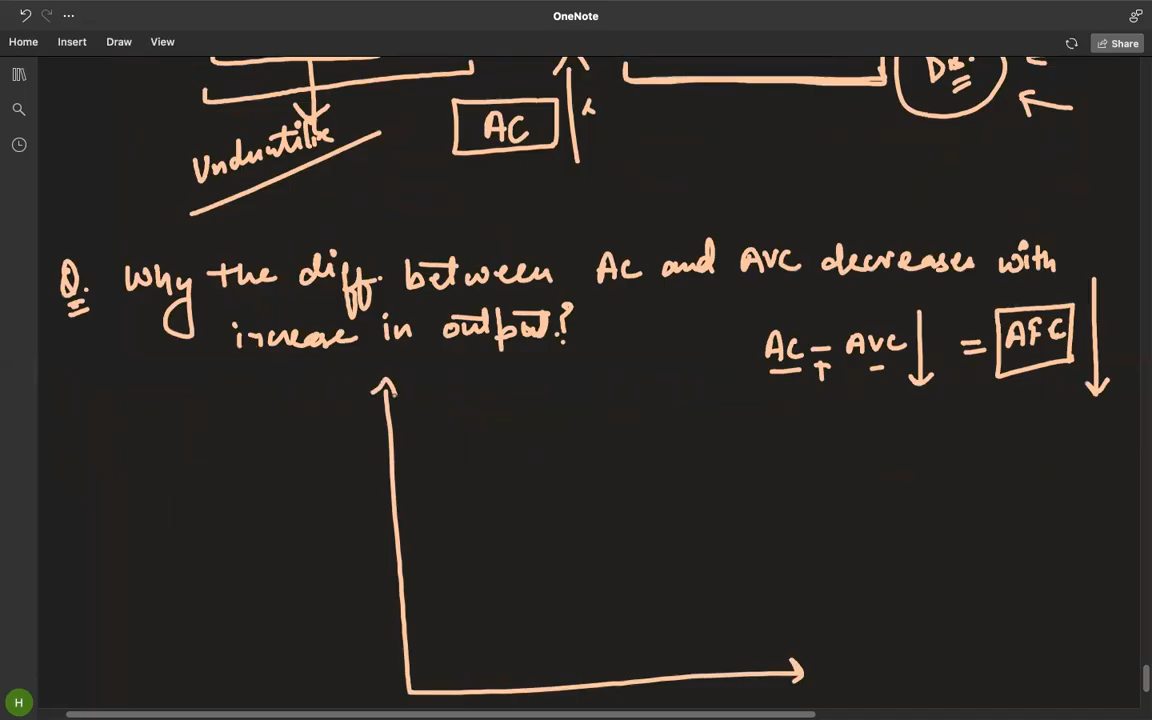 OneNote
Home Insert Draw View
Share
AC
Q. Why the diff. between AC and AVC decreases with
increase in output?
AC - AVC = AFC
H